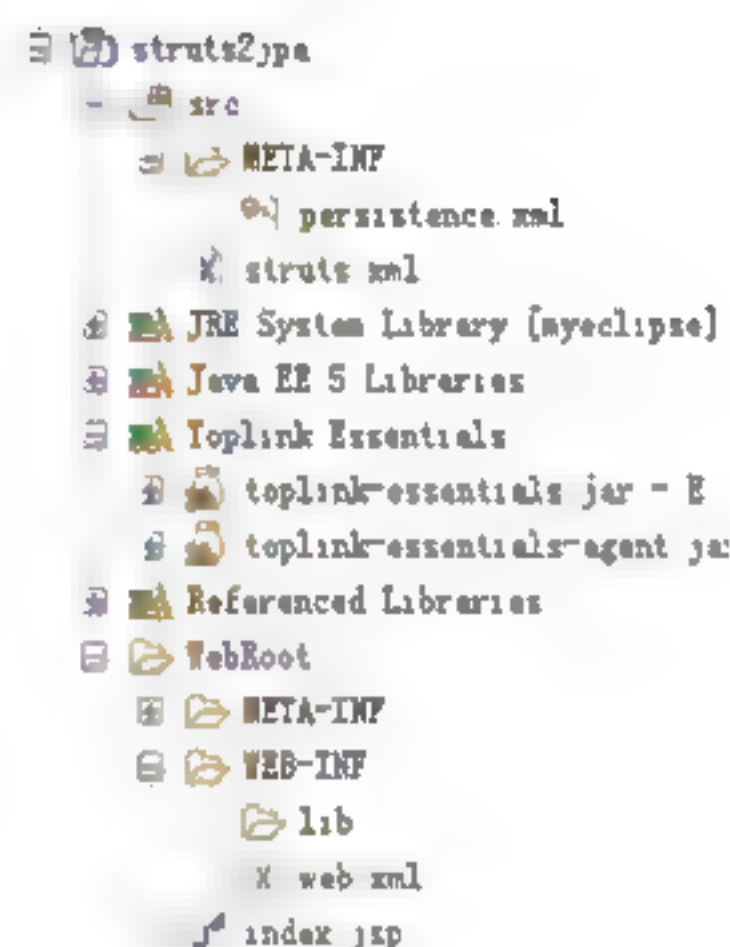 struts2jpa
src
META-INF
persistence.xml
struts.xml
JRE System Library [myeclipse]
Java EE 5 Libraries
Toplink Essentials
toplink-essentials.jar - E
toplink-essentials-agent.ja
Referenced Libraries
WebRoot
META-INF
WEB-INF
lib
web.xml
index.jsp